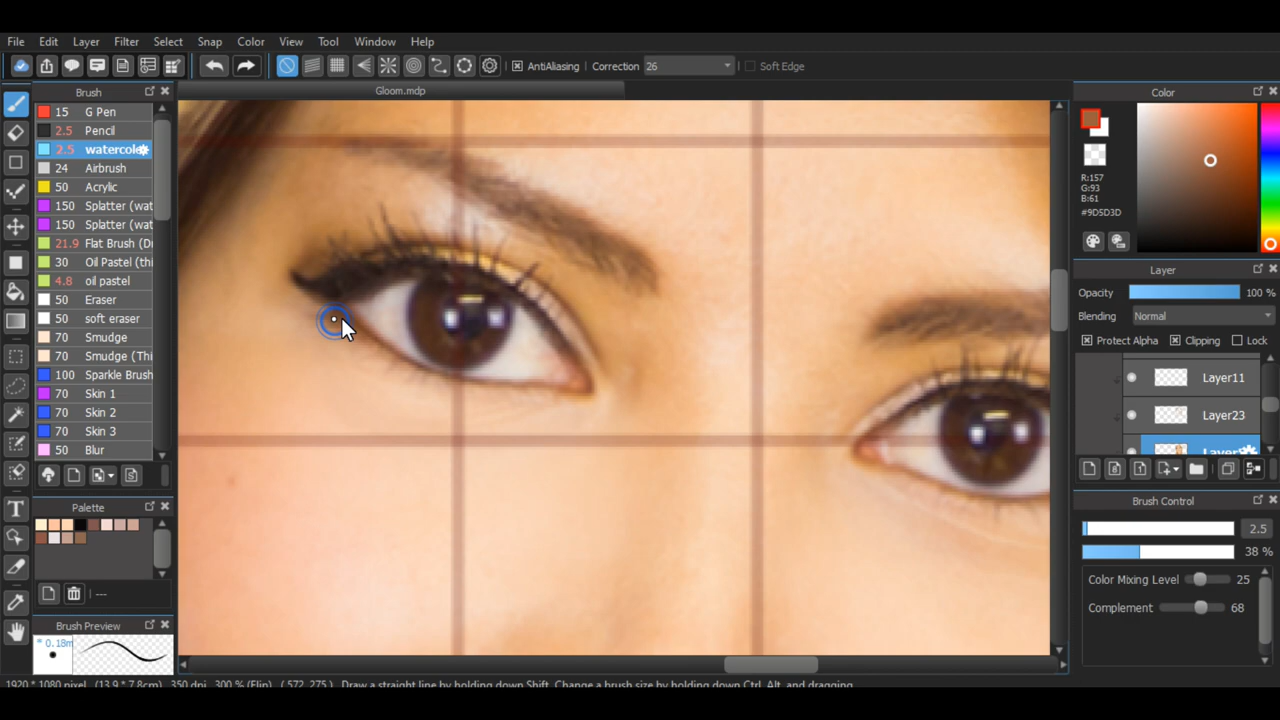 File Edit Layer Filter Select Snap Color View Tool Window Help
AntiAliasing Correction 26 Soft Edge
Brush
Gloom.mdp
Color
15 G Pen
2.5 Pencil
2.5 watercolo
24 Airbrush
50 Acrylic
150 Splatter (wat
150 Splatter (wat
21.9 Flat Brush (D
30 Oil Pastel (thi
4.8 oil pastel
50 Eraser
50 soft eraser
70 Smudge
70 Smudge (Thi
100 Sparkle Brush
70 Skin 1
70 Skin 2
70 Skin 3
50 Blur
R:157
G:93
B:61
#9D5D3D
Layer
Opacity 100 %
Blending Normal
Protect Alpha Clipping Lock
Layer11
Layer23
Palette
---
Brush Control
2.5
38 %
Color Mixing Level 25
Complement 68
Brush Preview
* 0.18m
1920 * 1080 pixel (13.9 * 7.8cm) 350 dpi 300 % (Flip) ( 572, 275 ) Draw a straight line by holding down Shift, Change a brush size by holding down Ctrl, Alt, and dragging